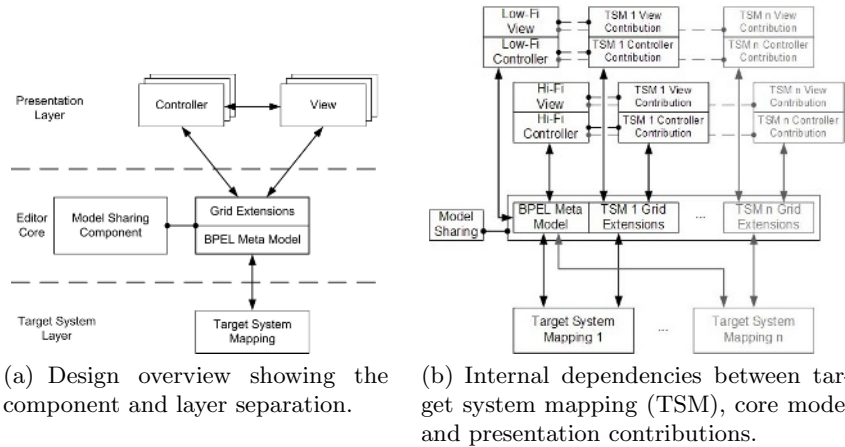 Presentation
Layer
Controller
View
Editor
Core
Model Sharing
Component
Grid Extensions
BPEL Meta Model
Target System
Layer
Target System
Mapping
(a) Design overview showing the
component and layer separation.
Low-Fi
View
Low-Fi
Controller
TSM 1 View
Contribution
TSM 1 Controller
Contribution
TSM n View
Contribution
TSM n Controller
Contribution
Hi-Fi
View
Hi-Fi
Controller
TSM 1 View
Contribution
TSM 1 Controller
Contribution
TSM n View
Contribution
TSM n Controller
Contribution
Model
Sharing
BPEL Meta
Model
TSM 1 Grid
Extensions
...
TSM n Grid
Extensions
Target System
Mapping 1
...
Target System
Mapping n
(b) Internal dependencies between tar-
get system mapping (TSM), core mode
and presentation contributions.